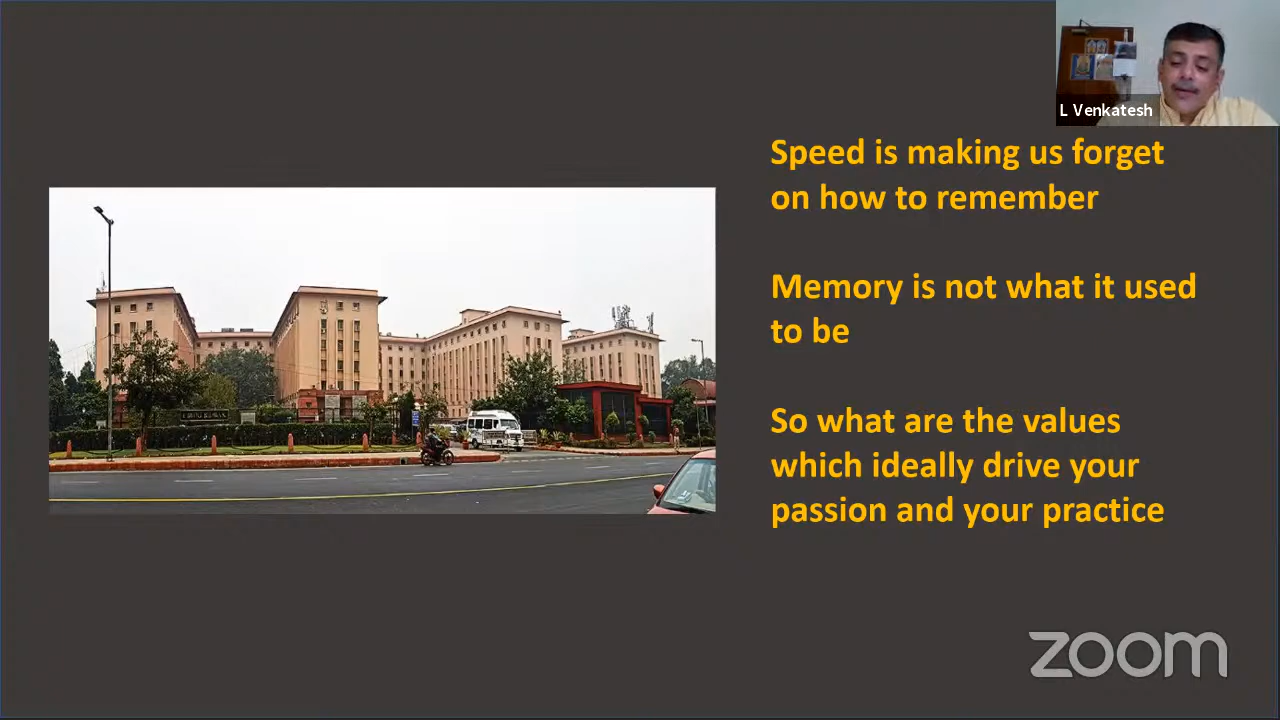 L Venkatesh
Speed is making us forget
on how to remember
Memory is not what it used
to be
So what are the values
which ideally drive your
passion and your practice
zoom